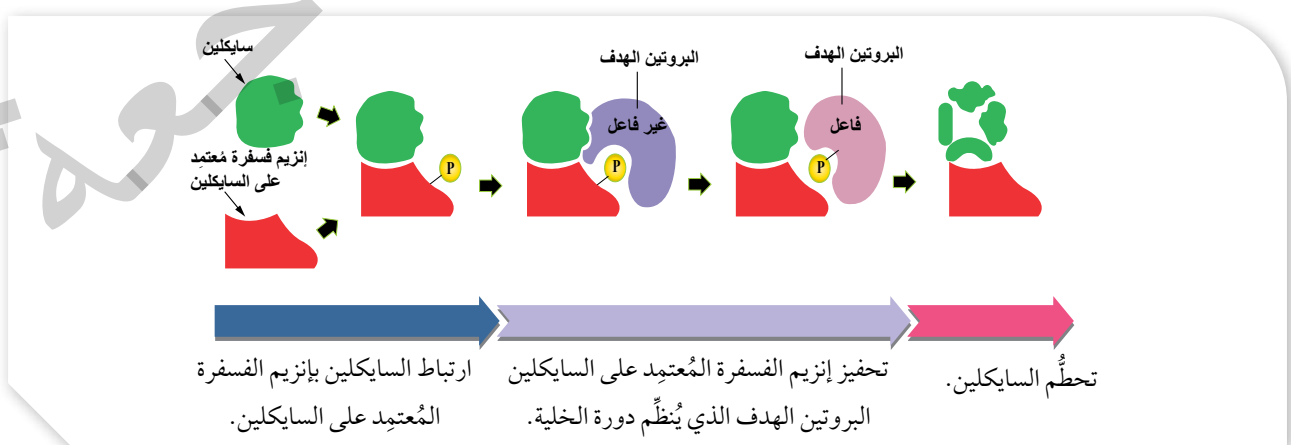 سايكلين
البروتين الهدف
البروتين الهدف
غير فاعل
فاعل
إنزيم فسفرة مُعتمِد
على السايكلين
P
P
P
ارتباط السايكلين بإنزيم الفسفرة
المُعتمِد على السايكلين.
تحفيز إنزيم الفسفرة المُعتمِد على السايكلين
البروتين الهدف الذي يُنظِّم دورة الخلية.
تحطُّم السايكلين.